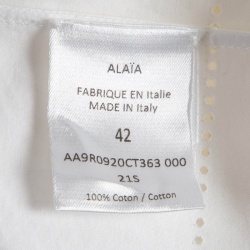 ALAÏA
FABRIQUE EN Italie
MADE IN Italy
42
AA9R0920CT363 000
21S
100% Coton / Cotton